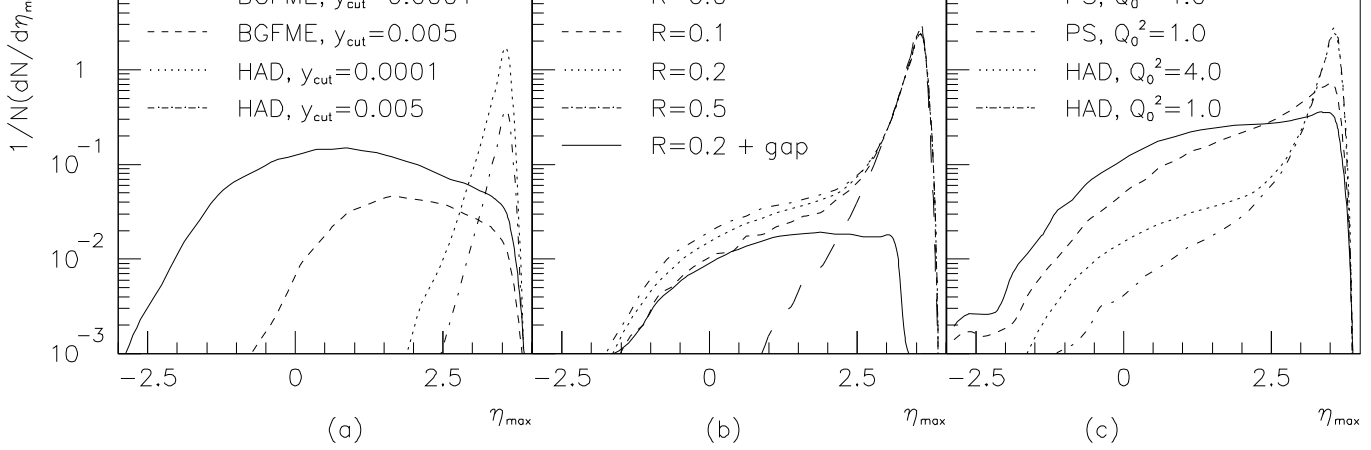 1/N(dN/dη
BGFME, y_cut=0.005
HAD, y_cut=0.0001
HAD, y_cut=0.005
1
10^-1
10^-2
10^-3
-2.5 0 2.5
η_max
(a)
R=0.1
R=0.2
R=0.5
R=0.2 + gap
-2.5 0 2.5
η_max
(b)
PS, Q_0^2=1.0
HAD, Q_0^2=4.0
HAD, Q_0^2=1.0
-2.5 0 2.5
η_max
(c)